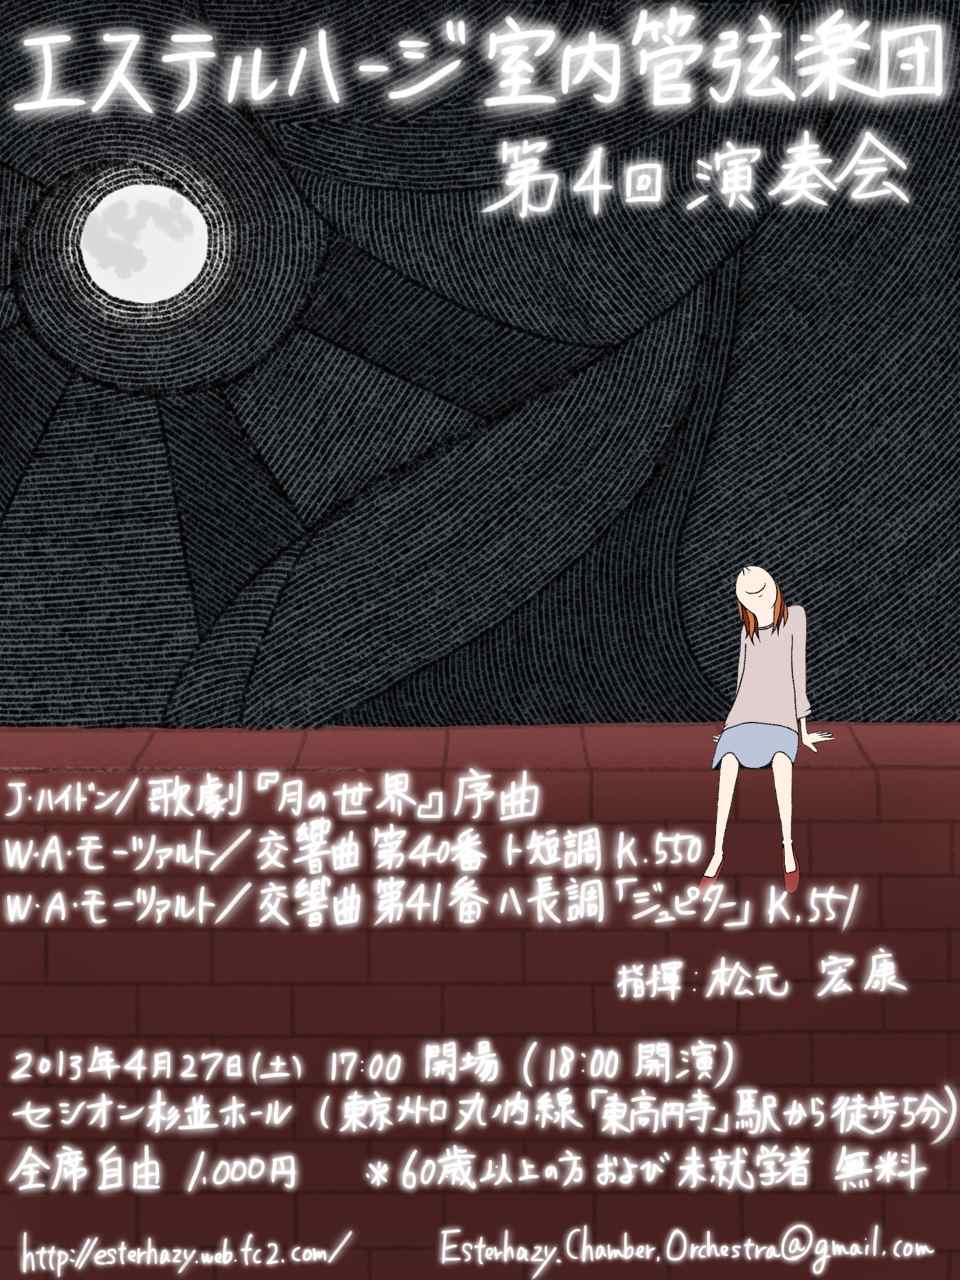 エステルハージ室内管弦楽団
第4回 演奏会
J・ハイドン/歌劇『月の世界』序曲
W・A・モーツァルト/交響曲 第40番 ト短調 K.550
W・A・モーツァルト/交響曲 第41番 ハ長調「ジュピター」K.551
指揮:松元 宏康
2013年4月27日(土) 17:00 開場 (18:00 開演)
セシオン杉並ホール (東京メトロ丸ノ内線「東高円寺」駅から徒歩5分)
全席自由 1,000円 ※60歳以上の方および未就学者 無料
http://esterhazy.web.fc2.com/ Esterhazy.Chamber.Orchestra@gmail.com